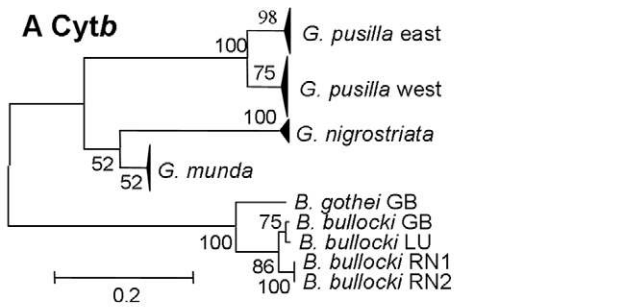 A Cytb
98
G. pusilla east
100
75
G. pusilla west
100
G. nigrostriata
52
52
G. munda
B. gothei GB
75
B. bullocki GB
100
B. bullocki LU
86
B. bullocki RN1
100
B. bullocki RN2
0.2